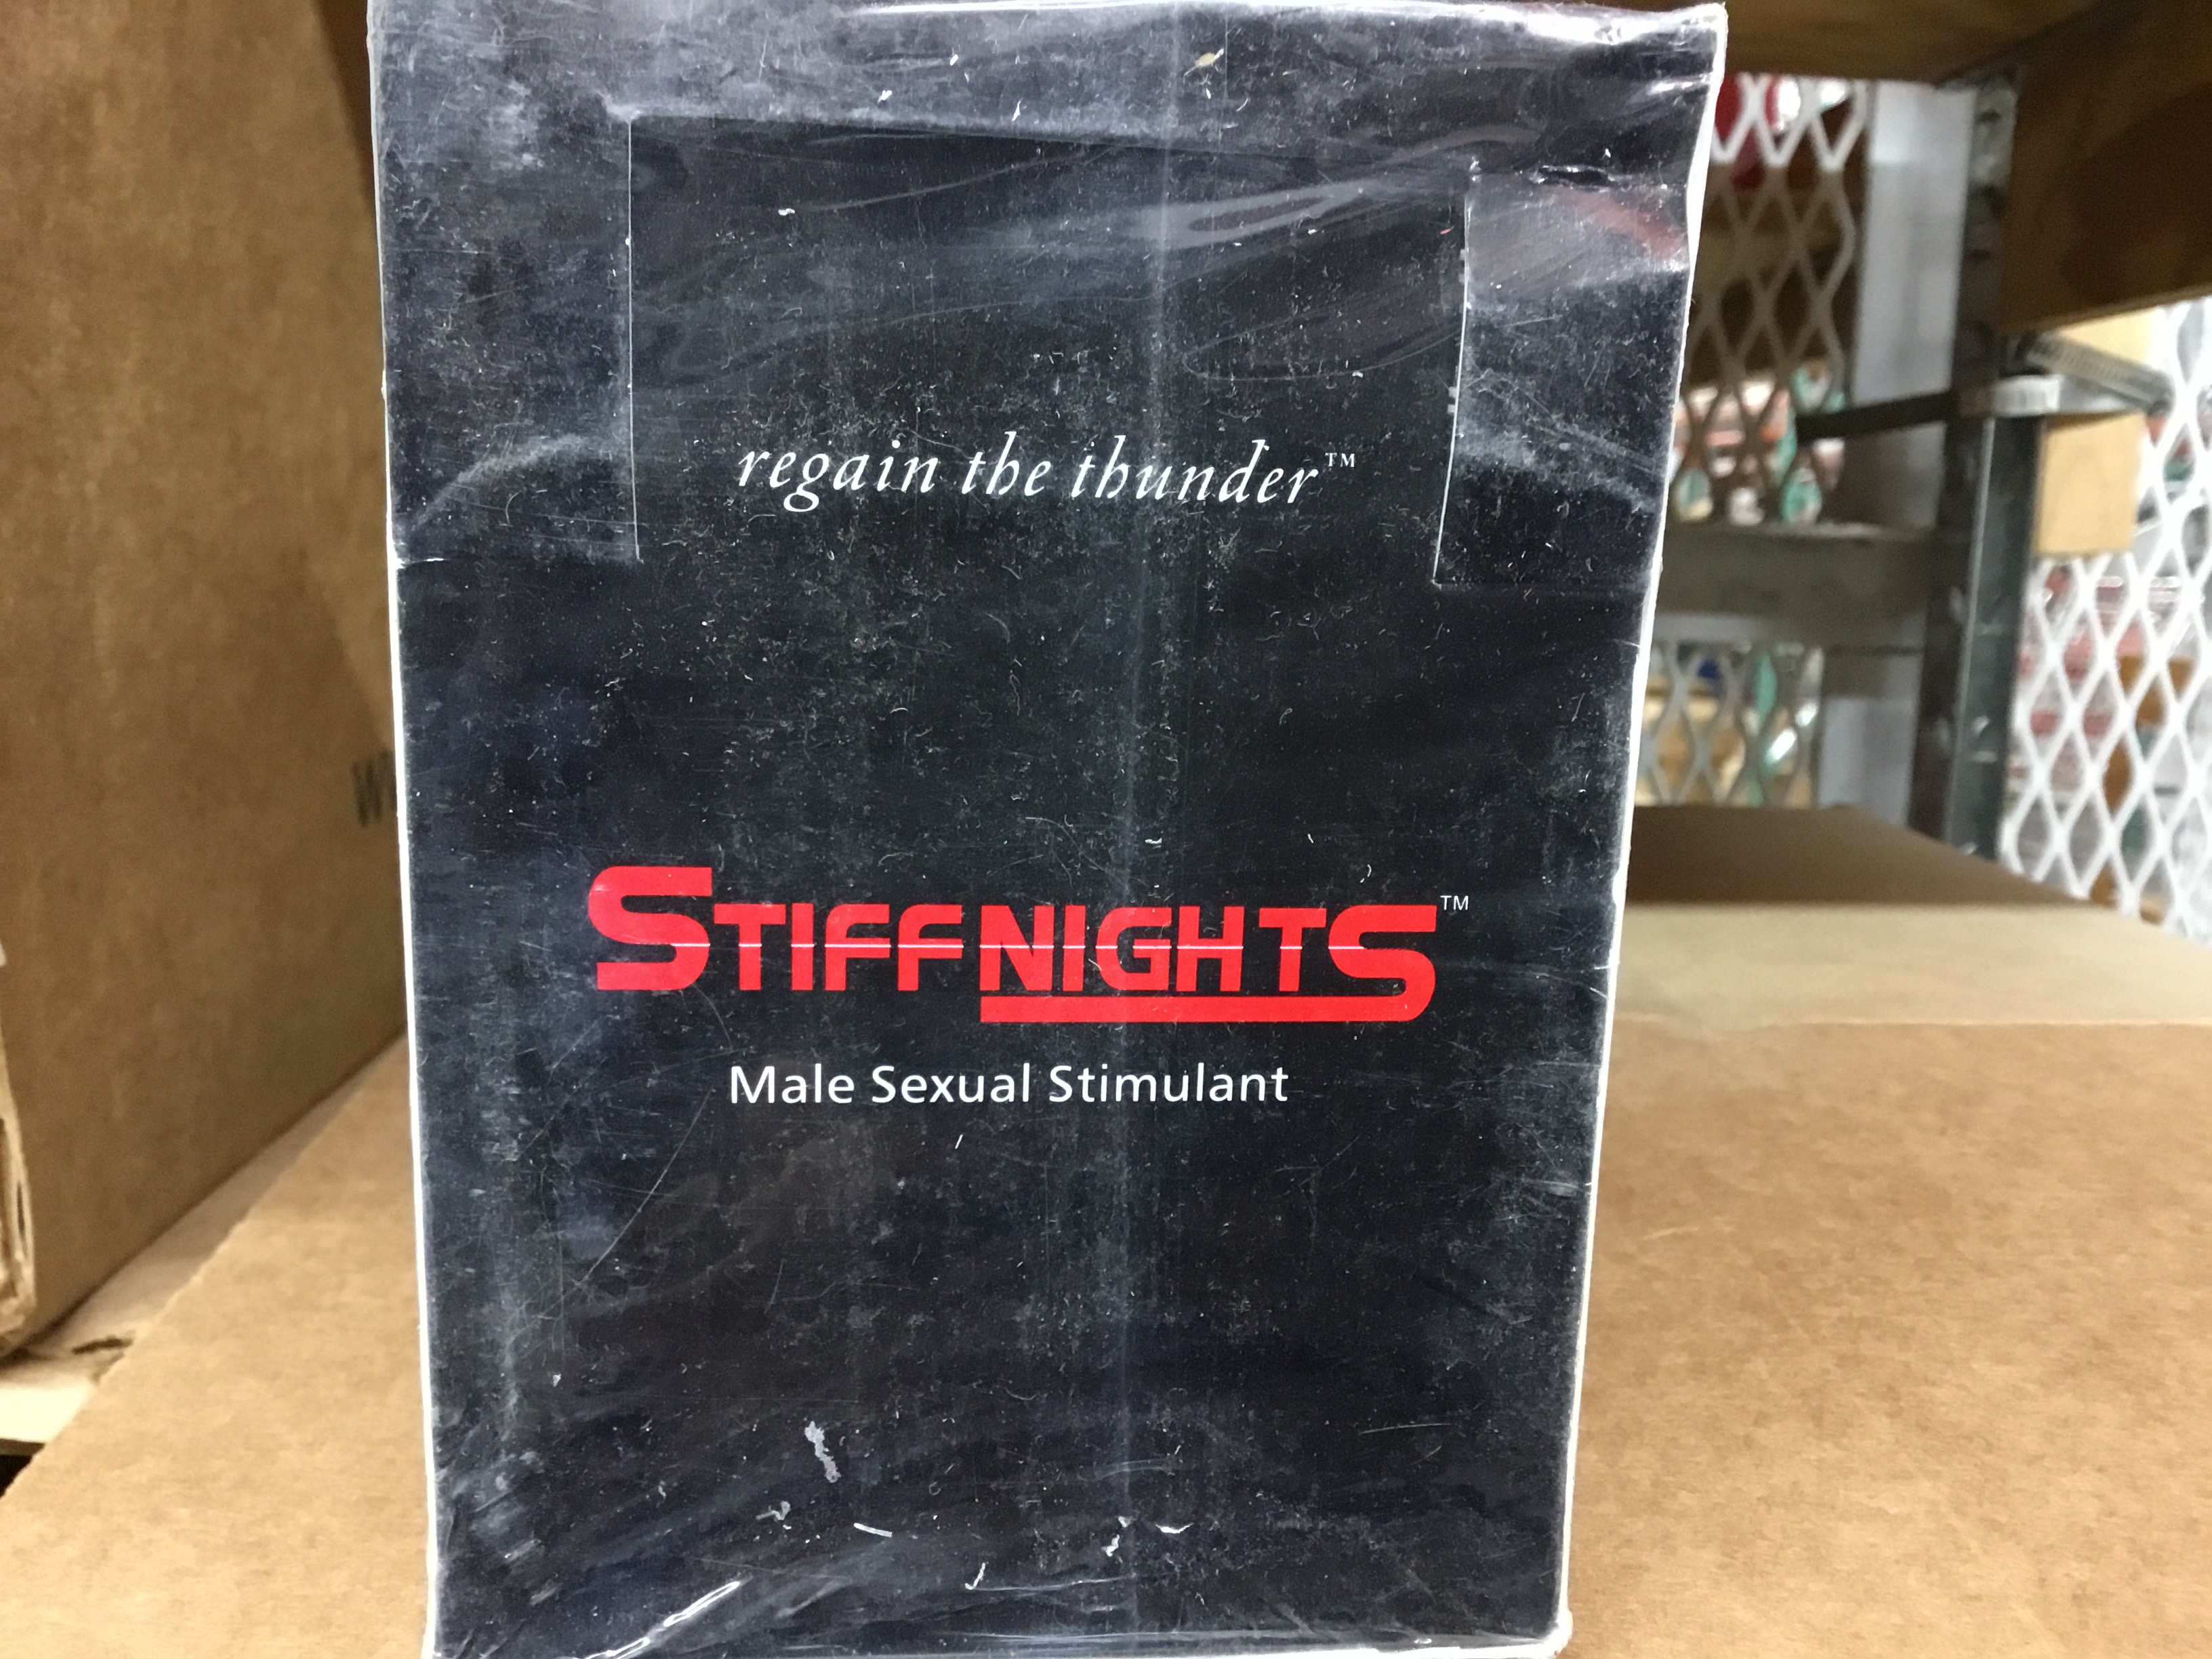 regain the thunder™
STIFFNIGHTS™
Male Sexual Stimulant
W